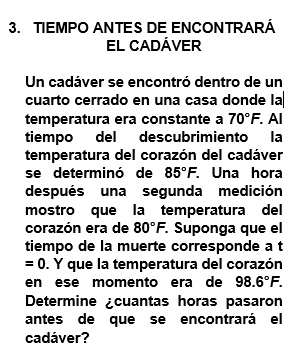 3. TIEMPO ANTES DE ENCONTRARÁ
EL CADÁVER
Un cadáver se encontró dentro de un
cuarto cerrado en una casa donde la
temperatura era constante a 70°F. Al
tiempo del descubrimiento la
temperatura del corazón del cadáver
se determinó de 85°F. Una hora
después una segunda medición
mostro que la temperatura del
corazón era de 80°F. Suponga que el
tiempo de la muerte corresponde a t
= 0. Y que la temperatura del corazón
en ese momento era de 98.6°F.
Determine ¿cuantas horas pasaron
antes de que se encontrará el
cadáver?